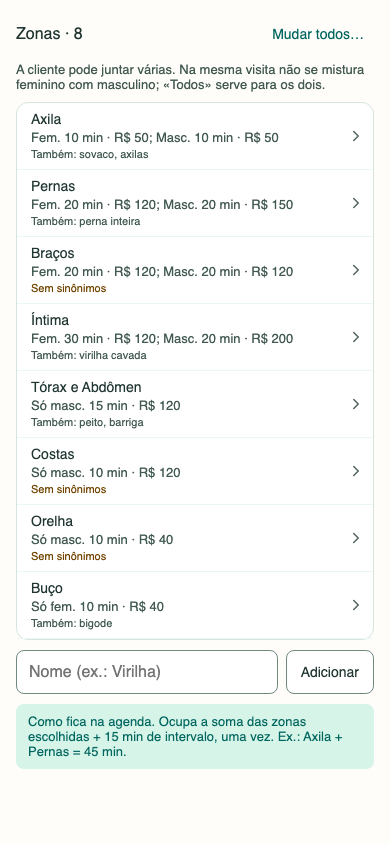 Zonas · 8
Mudar todos...
A cliente pode juntar várias. Na mesma visita não se mistura
feminino com masculino; «Todos» serve para os dois.
Axila
Fem. 10 min · R$ 50; Masc. 10 min · R$ 50
Também: sovaco, axilas
Pernas
Fem. 20 min · R$ 120; Masc. 20 min · R$ 150
Também: perna inteira
Braços
Fem. 20 min · R$ 120; Masc. 20 min · R$ 120
Sem sinônimos
Íntima
Fem. 30 min · R$ 120; Masc. 20 min · R$ 200
Também: virilha cavada
Tórax e Abdômen
Só masc. 15 min · R$ 120
Também: peito, barriga
Costas
Só masc. 10 min · R$ 120
Sem sinônimos
Orelha
Só masc. 10 min · R$ 40
Sem sinônimos
Buço
Só fem. 10 min · R$ 40
Também: bigode
Nome (ex.: Virilha)
Adicionar
Como fica na agenda. Ocupa a soma das zonas
escolhidas + 15 min de intervalo, uma vez. Ex.: Axila +
Pernas = 45 min.